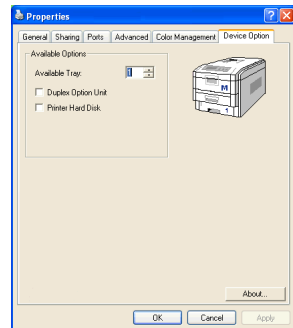 Properties
General Sharing Ports Advanced Color Management Device Option
Available Options
Available Tray: 1
Duplex Option Unit
Printer Hard Disk
M
1
About...
OK Cancel Apply